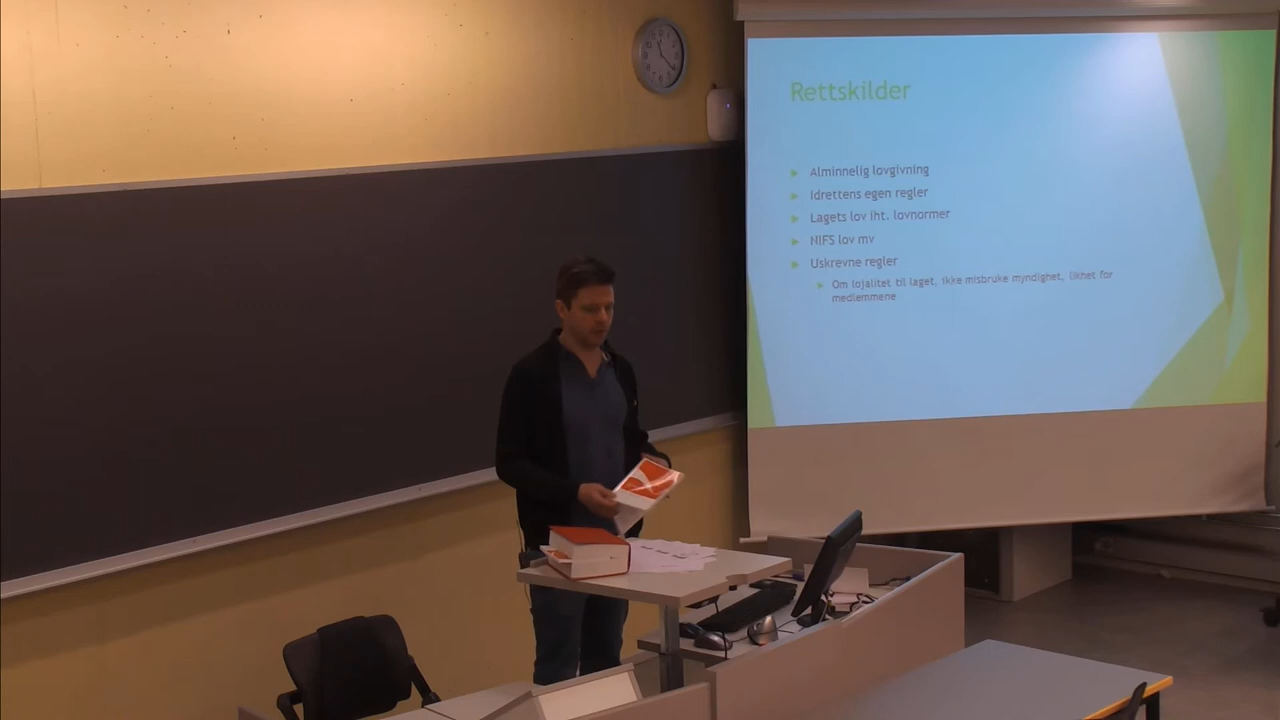 Rettskilder
Alminnelig lovgivning
Idrettens egen regler
Lagets lov iht. lovnormer
NIFS lov mv
Uskrevne regler
Om lojalitet til laget, ikke misbruke myndighet, likhet for
medlemmene